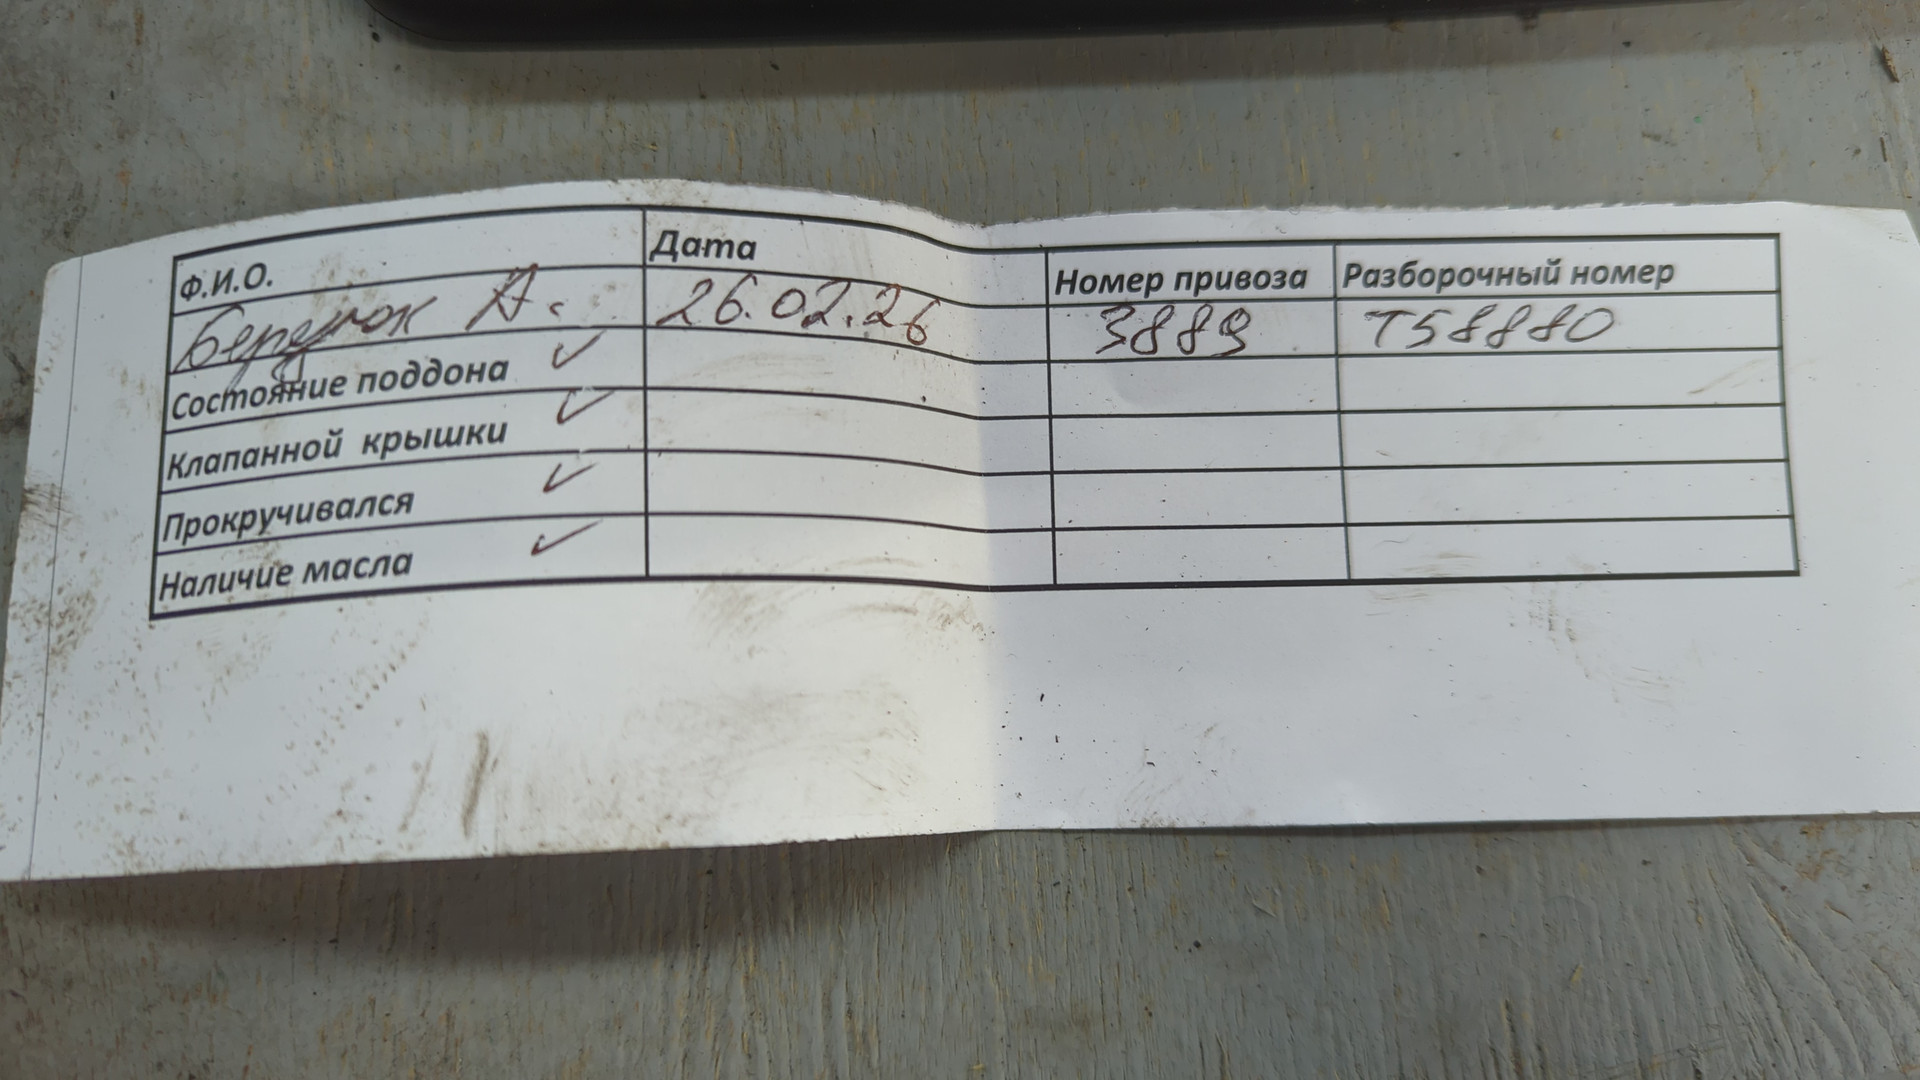 Ф.И.О. Дата Номер привоза Разборочный номер
А. 26.02.26 3889 Т58880
Состояние поддона ✓
Клапанной крышки ✓
Прокручивался ✓
Наличие масла ✓